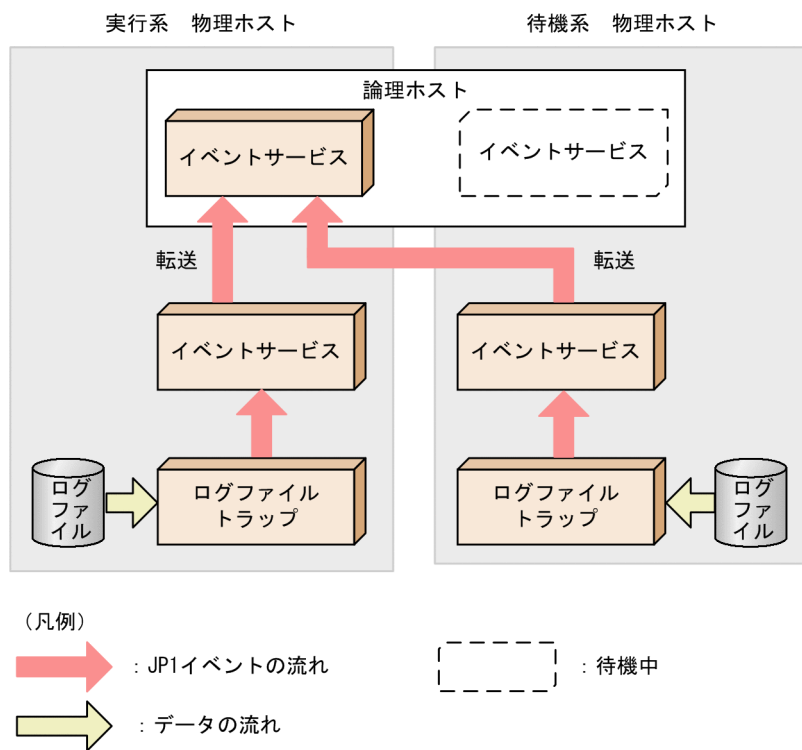 実行系　物理ホスト
待機系　物理ホスト
論理ホスト
イベントサービス
イベントサービス
転送
転送
イベントサービス
イベントサービス
ログ
ファ
イル
ログファイル
トラップ
ログファイル
トラップ
ログ
ファ
イル
（凡例）
：JP1イベントの流れ
：待機中
：データの流れ